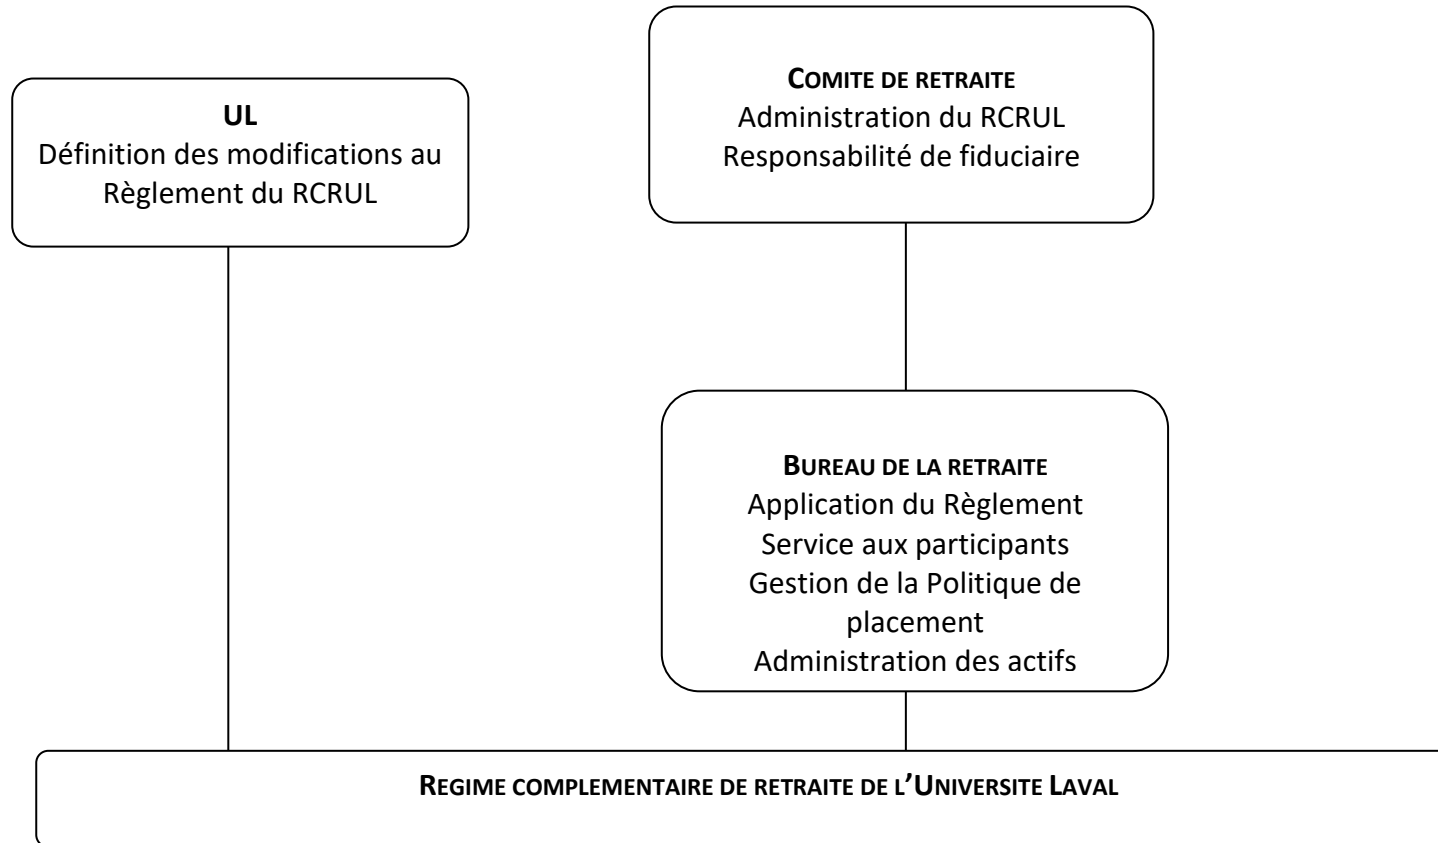 UL
Définition des modifications au
Règlement du RCRUL
COMITE DE RETRAITE
Administration du RCRUL
Responsabilité de fiduciaire
BUREAU DE LA RETRAITE
Application du Règlement
Service aux participants
Gestion de la Politique de
placement
Administration des actifs
REGIME COMPLEMENTAIRE DE RETRAITE DE L'UNIVERSITE LAVAL